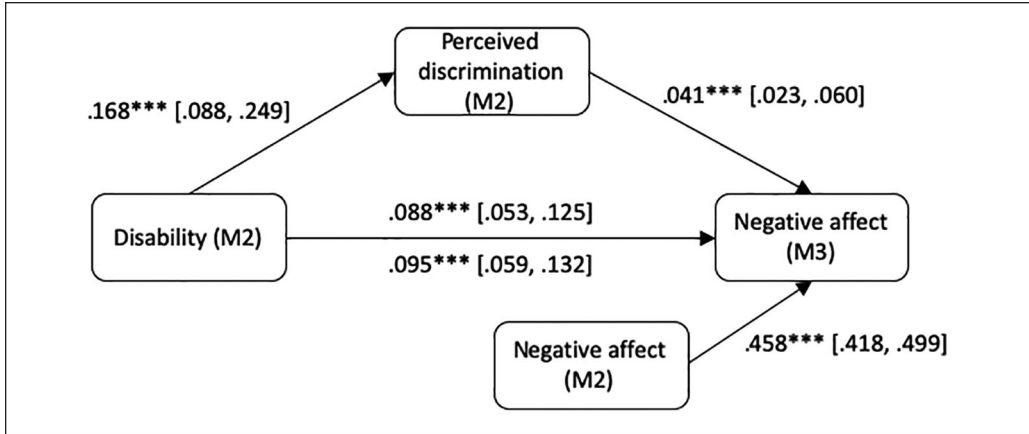 Perceived
discrimination
(M2)
.168*** [.088, .249]
.041*** [.023, .060]
Disability (M2)
.088*** [.053, .125]
.095*** [.059, .132]
Negative affect
(M3)
Negative affect
(M2)
.458*** [.418, .499]